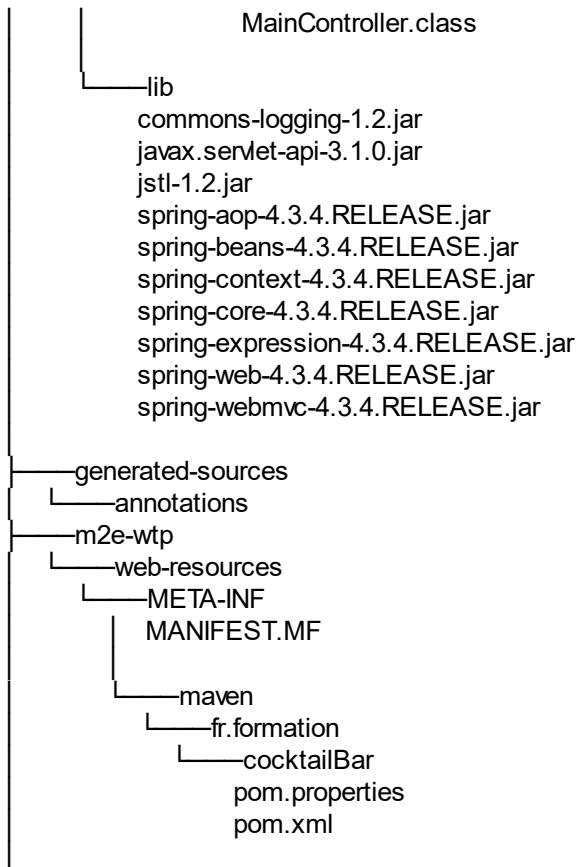 MainController.class
lib
commons-logging-1.2.jar
javax.servlet-api-3.1.0.jar
jstl-1.2.jar
spring-aop-4.3.4.RELEASE.jar
spring-beans-4.3.4.RELEASE.jar
spring-context-4.3.4.RELEASE.jar
spring-core-4.3.4.RELEASE.jar
spring-expression-4.3.4.RELEASE.jar
spring-web-4.3.4.RELEASE.jar
spring-webmvc-4.3.4.RELEASE.jar
generated-sources
annotations
m2e-wtp
web-resources
META-INF
MANIFEST.MF
maven
fr.formation
cocktailBar
pom.properties
pom.xml